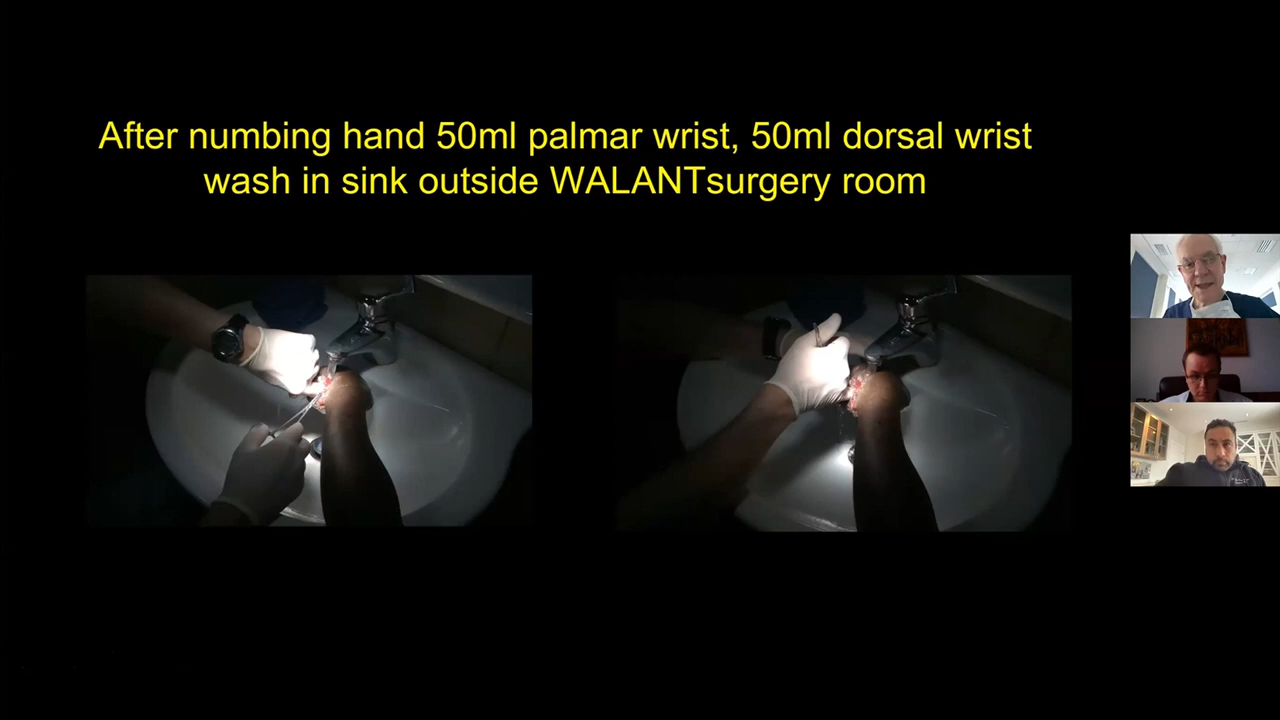 After numbing hand 50ml palmar wrist, 50ml dorsal wrist
wash in sink outside WALANTsurgery room